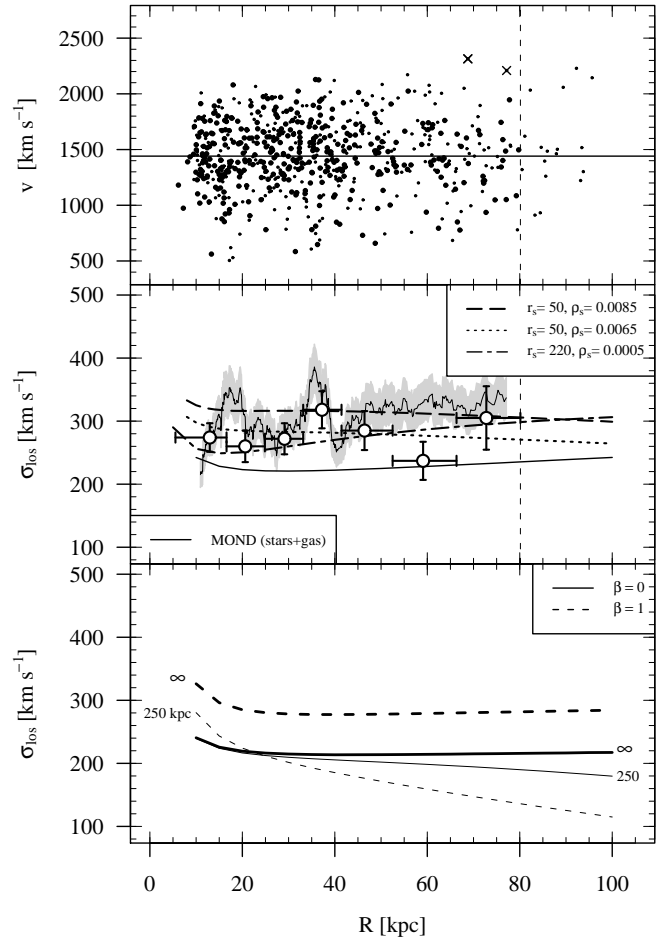 2500
2000
1500
1000
500
v [km s⁻¹]
500
400
300
200
100
σlos [km s⁻¹]
rs= 50, ρs= 0.0085
rs= 50, ρs= 0.0065
rs= 220, ρs= 0.0005
MOND (stars+gas)
500
400
300
200
100
σlos [km s⁻¹]
β = 0
β = 1
∞
250 kpc
∞
250
0 20 40 60 80 100
R [kpc]